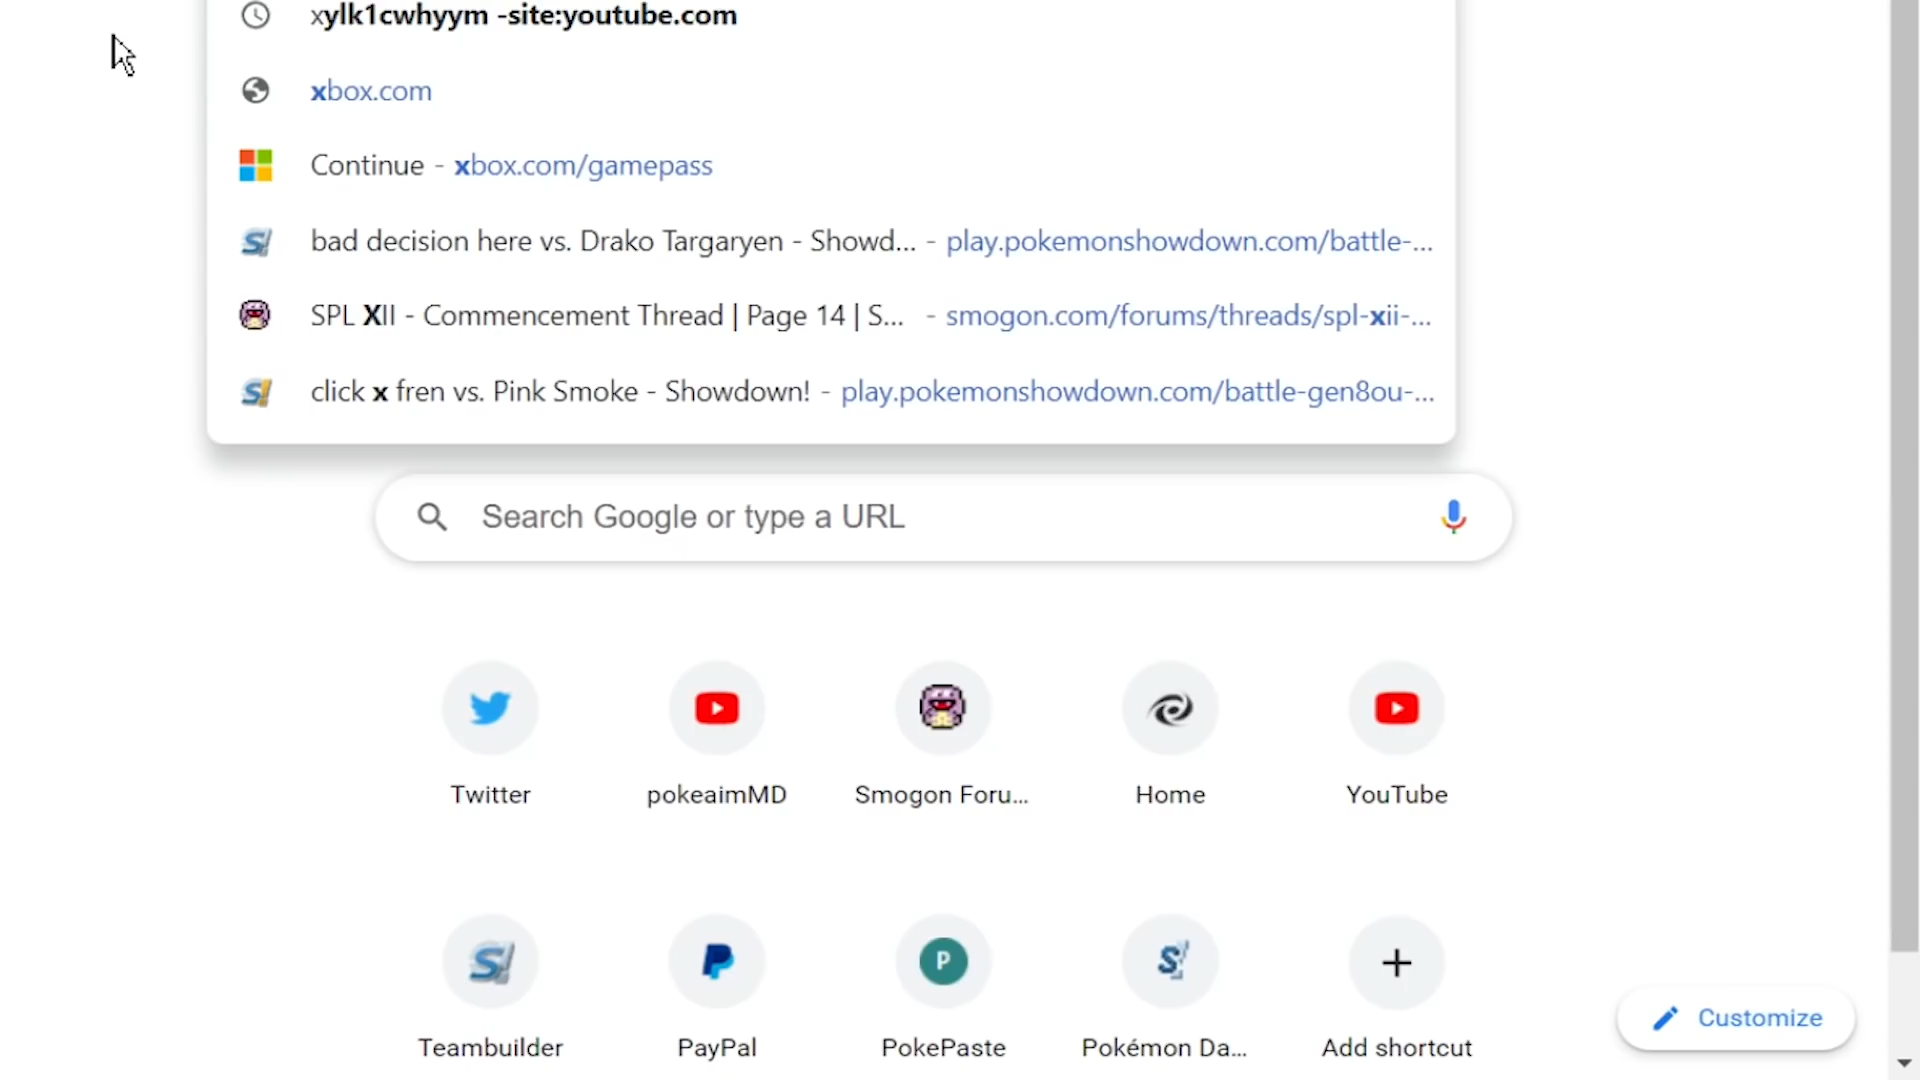 xylk1cwhyym -site:youtube.com
xbox.com
Continue - xbox.com/gamepass
bad decision here vs. Drako Targaryen - Showd... - play.pokemonshowdown.com/battle-...
SPL XII - Commencement Thread | Page 14 | S... - smogon.com/forums/threads/spl-xii-...
click x fren vs. Pink Smoke - Showdown! - play.pokemonshowdown.com/battle-gen8ou-...
Search Google or type a URL
Twitter pokeaimMD Smogon Foru... Home YouTube
P
Teambuilder PayPal PokePaste Pokémon Da... Add shortcut
Customize